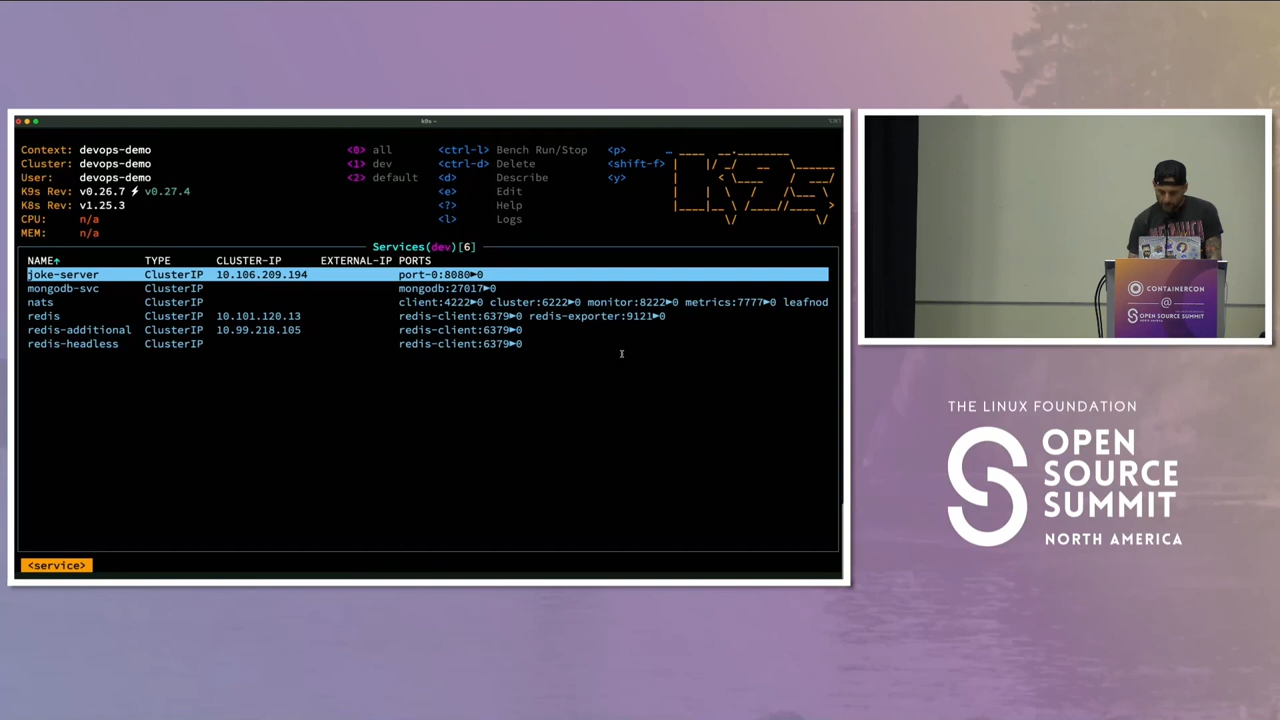 k9s ~
Context: devops-demo
Cluster: devops-demo
User: devops-demo
K9s Rev: v0.26.7 ⚡ v0.27.4
K8s Rev: v1.25.3
CPU: n/a
MEM: n/a
<0> all
<1> dev
<2> default
<ctrl-l> Bench Run/Stop
<ctrl-d> Delete
<d> Describe
<e> Edit
<?> Help
<l> Logs
<p> …
<shift-f>
<y>
Services(dev)[6]
NAME↑ TYPE CLUSTER-IP EXTERNAL-IP PORTS
joke-server ClusterIP 10.106.209.194 port-0:8080►0
mongodb-svc ClusterIP mongodb:27017►0
nats ClusterIP client:4222►0 cluster:6222►0 monitor:8222►0 metrics:7777►0 leafnod
redis ClusterIP 10.101.120.13 redis-client:6379►0 redis-exporter:9121►0
redis-additional ClusterIP 10.99.218.105 redis-client:6379►0
redis-headless ClusterIP redis-client:6379►0
<service>
CONTAINERCON
@
OPEN SOURCE SUMMIT
THE LINUX FOUNDATION
OPEN
SOURCE
SUMMIT
NORTH AMERICA